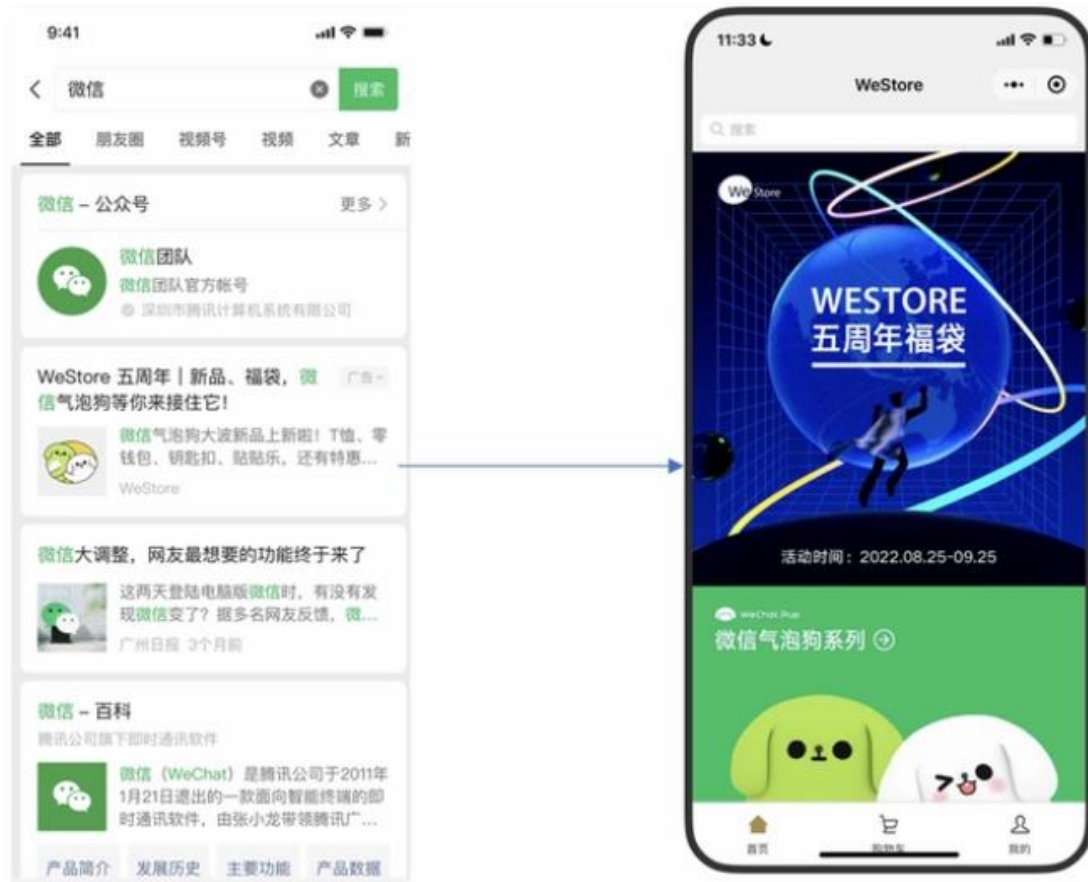 9:41
微信
搜索
全部 朋友圈 视频号 视频 文章 新
微信 – 公众号 更多 >
微信团队
微信团队官方帐号
深圳市腾讯计算机系统有限公司
WeStore 五周年 | 新品、福袋，微 广告
信气泡狗等你来接住它！
微信气泡狗大波新品上新啦！T恤、零
钱包、钥匙扣、贴贴乐，还有特惠...
WeStore
微信大调整，网友最想要的功能终于来了
这两天登陆电脑版微信时，有没有发
现微信变了？据多名网友反馈，微...
广州日报 3个月前
微信 – 百科
腾讯公司旗下即时通讯软件
微信（WeChat）是腾讯公司于2011年
1月21日退出的一款面向智能终端的即
时通讯软件，由张小龙带领腾讯广...
产品简介 发展历史 主要功能 产品数据
11:33
WeStore
搜索
We Store
WESTORE
五周年福袋
活动时间：2022.08.25-09.25
WeChat Pup
微信气泡狗系列
首页 购物车 我的